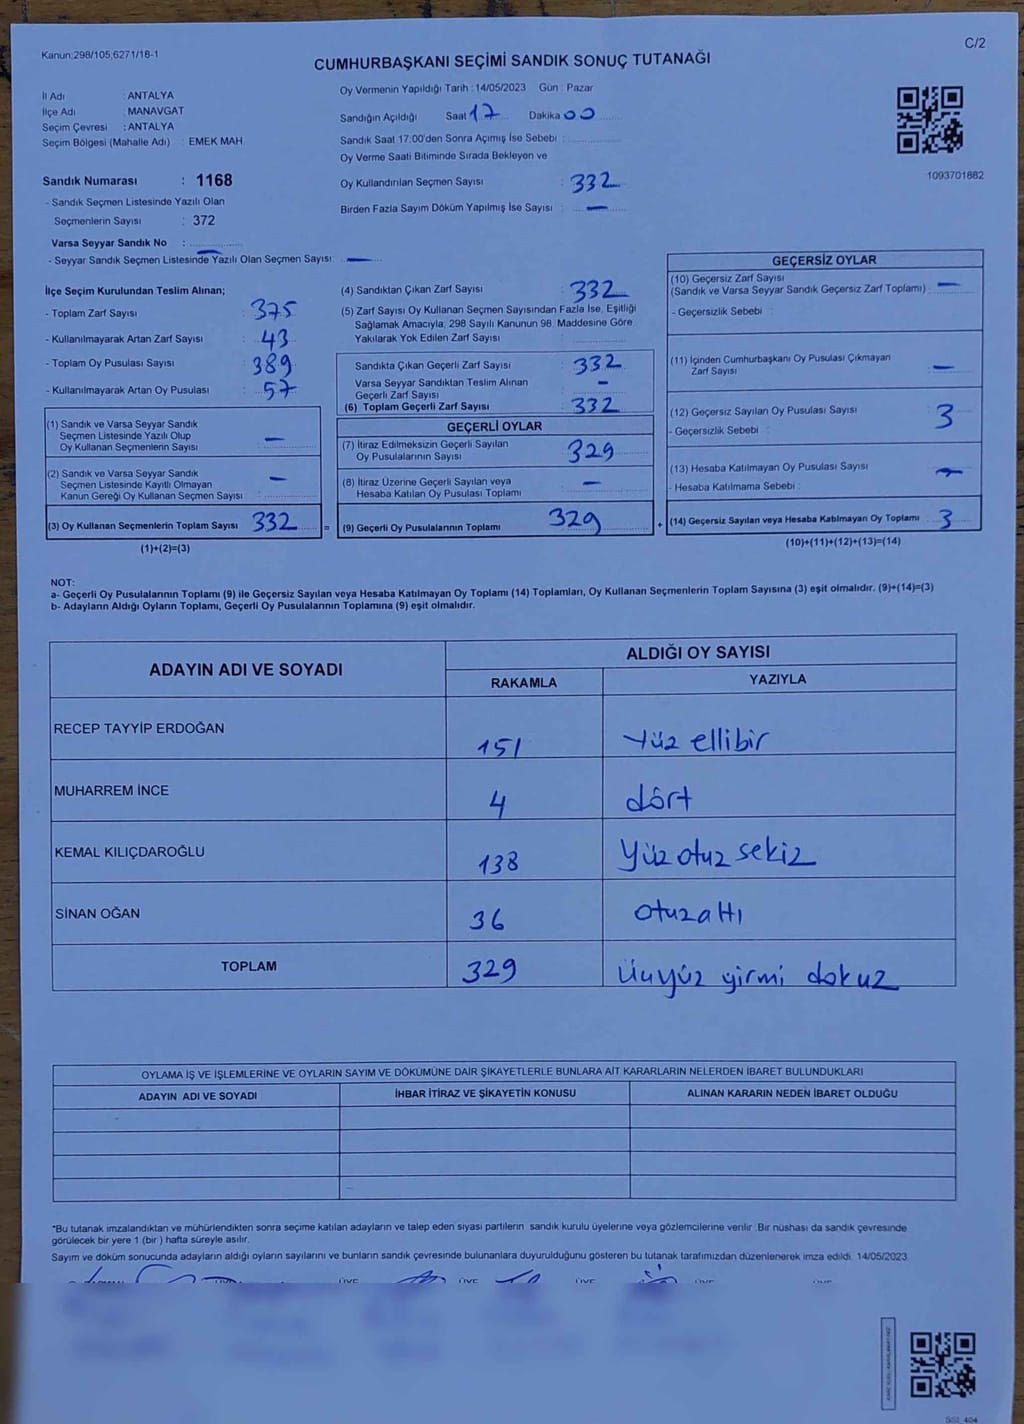 Kanun;298/105;6271/18-1
C/2
CUMHURBAŞKANI SEÇİMİ SANDIK SONUÇ TUTANAĞI
İl Adı : ANTALYA
İlçe Adı : MANAVGAT
Seçim Çevresi : ANTALYA
Seçim Bölgesi (Mahalle Adı) : EMEK MAH.
Sandık Numarası : 1168
- Sandık Seçmen Listesinde Yazılı Olan
Seçmenlerin Sayısı : 372
Varsa Seyyar Sandık No : —
- Seyyar Sandık Seçmen Listesinde Yazılı Olan Seçmen Sayısı: —
Oy Vermenin Yapıldığı Tarih : 14/05/2023 Gün : Pazar
Sandığın Açıldığı Saat 17 Dakika 00
Sandık Saat 17:00'den Sonra Açımış İse Sebebi :
Oy Verme Saati Bitiminde Sırada Bekleyen ve
Oy Kullandırılan Seçmen Sayısı : 332
Birden Fazla Sayım Döküm Yapılmış İse Sayısı : —
1093701882
İlçe Seçim Kurulundan Teslim Alınan;
- Toplam Zarf Sayısı : 375
- Kullanılmayarak Artan Zarf Sayısı : 43
- Toplam Oy Pusulası Sayısı : 389
- Kullanılmayarak Artan Oy Pusulası : 57
(1) Sandık ve Varsa Seyyar Sandık
Seçmen Listesinde Yazılı Olup
Oy Kullanan Seçmenlerin Sayısı : —
(2) Sandık ve Varsa Seyyar Sandık
Seçmen Listesinde Kayıtlı Olmayan
Kanun Gereği Oy Kullanan Seçmen Sayısı : —
(3) Oy Kullanan Seçmenlerin Toplam Sayısı 332 =
(1)+(2)=(3)
(4) Sandıktan Çıkan Zarf Sayısı : 332
(5) Zarf Sayısı Oy Kullanan Seçmen Sayısından Fazla İse, Eşitliği
Sağlamak Amacıyla, 298 Sayılı Kanunun 98. Maddesine Göre
Yakılarak Yok Edilen Zarf Sayısı :
Sandıkta Çıkan Geçerli Zarf Sayısı : 332
Varsa Seyyar Sandıktan Teslim Alınan
Geçerli Zarf Sayısı : —
(6) Toplam Geçerli Zarf Sayısı : 332
GEÇERLİ OYLAR
(7) İtiraz Edilmeksizin Geçerli Sayılan
Oy Pusulalarının Sayısı : 329
(8) İtiraz Üzerine Geçerli Sayılan veya
Hesaba Katılan Oy Pusulası Toplamı : —
(9) Geçerli Oy Pusulalarının Toplamı : 329 +
GEÇERSİZ OYLAR
(10) Geçersiz Zarf Sayısı
(Sandık ve Varsa Seyyar Sandık Geçersiz Zarf Toplamı) : —
- Geçersizlik Sebebi :
(11) İçinden Cumhurbaşkanı Oy Pusulası Çıkmayan
Zarf Sayısı : —
(12) Geçersiz Sayılan Oy Pusulası Sayısı : 3
- Geçersizlik Sebebi :
(13) Hesaba Katılmayan Oy Pusulası Sayısı : —
- Hesaba Katılmama Sebebi :
(14) Geçersiz Sayılan veya Hesaba Katılmayan Oy Toplamı : 3
(10)+(11)+(12)+(13)=(14)
NOT:
a- Geçerli Oy Pusulalarının Toplamı (9) ile Geçersiz Sayılan veya Hesaba Katılmayan Oy Toplamı (14) Toplamları, Oy Kullanan Seçmenlerin Toplam Sayısına (3) eşit olmalıdır. (9)+(14)=(3)
b- Adayların Aldığı Oyların Toplamı, Geçerli Oy Pusulalarının Toplamına (9) eşit olmalıdır.
ADAYIN ADI VE SOYADI ALDIĞI OY SAYISI
RAKAMLA YAZIYLA
RECEP TAYYİP ERDOĞAN 151 Yüz ellibir
MUHARREM İNCE 4 dört
KEMAL KILIÇDAROĞLU 138 Yüz otuz sekiz
SİNAN OĞAN 36 otuzaltı
TOPLAM 329 Üçyüz yirmi dokuz
OYLAMA İŞ VE İŞLEMLERİNE VE OYLARIN SAYIM VE DÖKÜMÜNE DAİR ŞİKAYETLERLE BUNLARA AİT KARARLARIN NELERDEN İBARET BULUNDUKLARI
ADAYIN ADI VE SOYADI İHBAR İTİRAZ VE ŞİKAYETİN KONUSU ALINAN KARARIN NEDEN İBARET OLDUĞU
*Bu tutanak imzalandıktan ve mühürlendikten sonra seçime katılan adayların ve talep eden siyasi partilerin sandık kurulu üyelerine veya gözlemcilerine verilir. Bir nüshası da sandık çevresinde
görülecek bir yere 1 (bir ) hafta süreyle asılır.
Sayım ve döküm sonucunda adayların aldığı oyların sayılarını ve bunların sandık çevresinde bulunanlara duyurulduğunu gösteren bu tutanak tarafımızdan düzenlenerek imza edildi. 14/05/2023
ÜYE ÜYE ÜYE ÜYE ÜYE